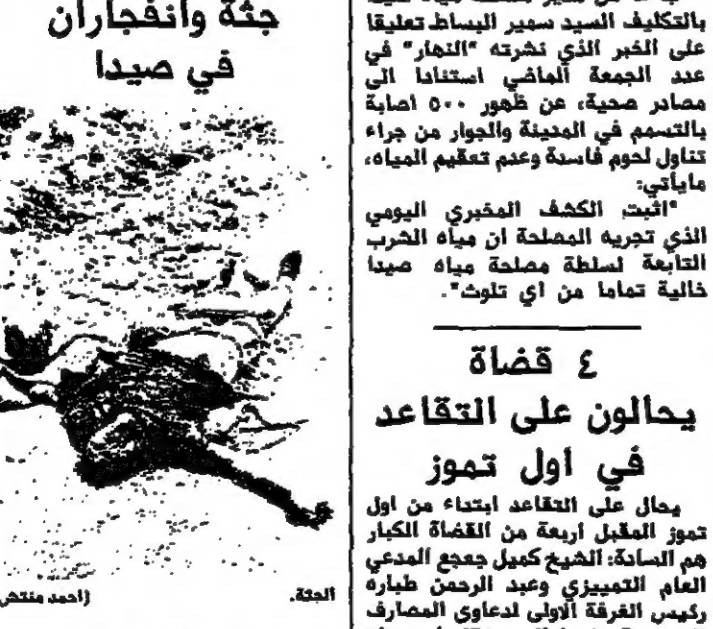 بالتكليف السيد سمير البساط تعليقا
على الخبر الذي نشرته "النهار" في
عدد الجمعة الماضي استنادا الى
مصادر صحية، عن ظهور ٥٠٠ اصابة
بالتسمم في المدينة والجوار من جراء
تناول لحوم فاسدة وعدم تعقيم المياه،
مايأتي:
"اثبت الكشف المخبري اليومي
الذي تجريه المصلحة ان مياه الشرب
التابعة لسلطة مصلحة مياه صيدا
خالية تماما من اي تلوث".
٤ قضاة
يحالون على التقاعد
في اول تموز
يحال على التقاعد ابتداء من اول
تموز المقبل اربعة من القضاة الكبار
هم السادة: الشيخ كميل جعجع المدعي
العام التمييزي وعبد الرحمن طباره
رئيس الغرفة الاولى لدعاوى المصارف
جثة وانفجاران
في صيدا
الجثة.
(احمد منتش